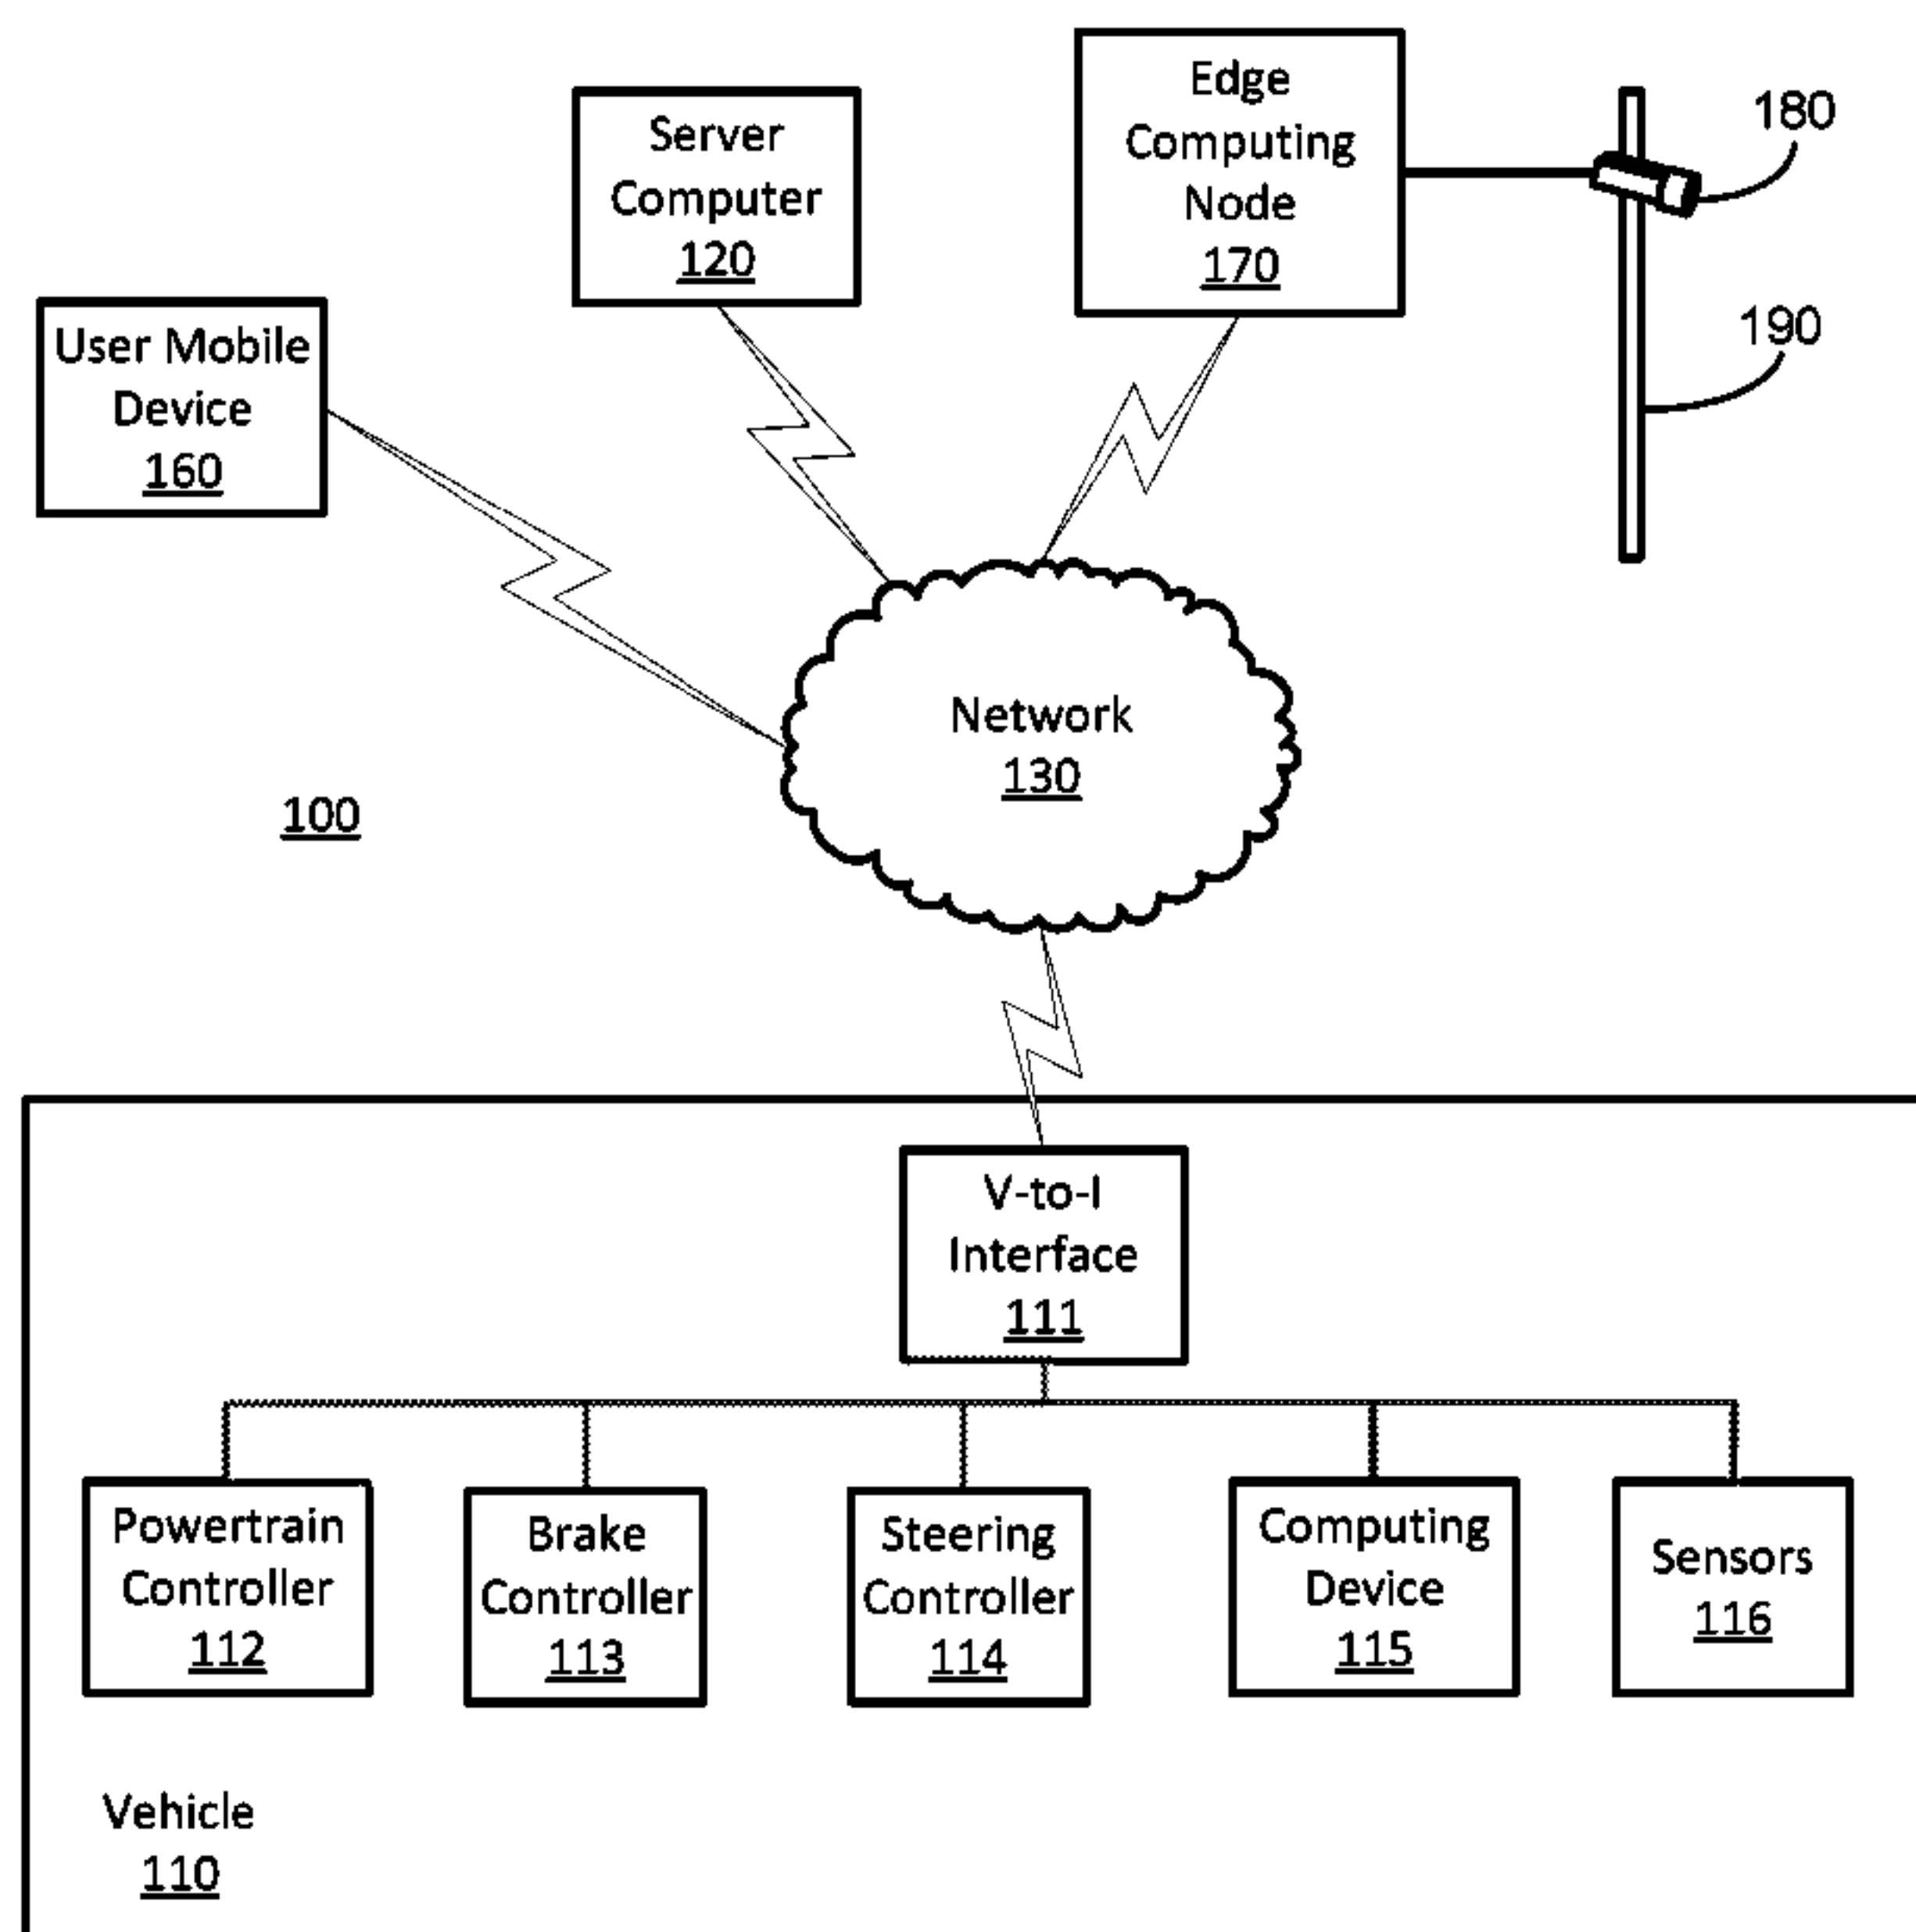 Edge
Computing
Node
170
180
Server
Computer
120
190
User Mobile
Device
160
Network
130
100
V-to-I
Interface
111
Powertrain
Controller
112
Brake
Controller
113
Steering
Controller
114
Computing
Device
115
Sensors
116
Vehicle
110